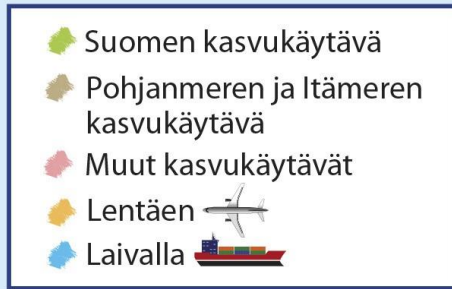 Suomen kasvukäytävä
Pohjanmeren ja Itämeren
kasvukäytävä
Muut kasvukäytävät
Lentäen
Laivalla